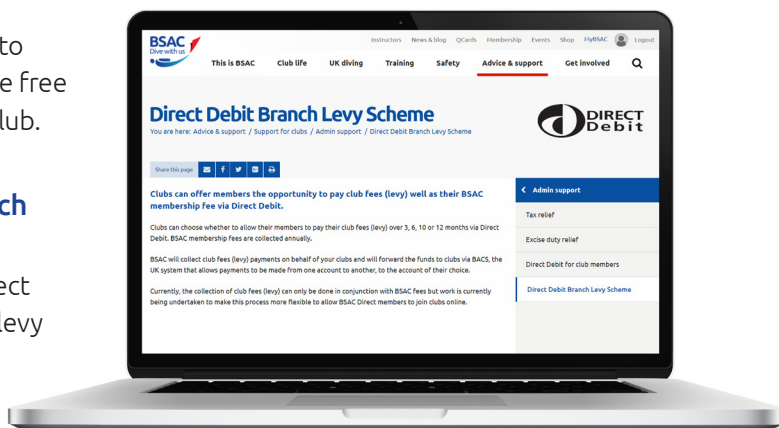 to
e free
lub.
ch
ect
levy
BSAC
Dive with us
Instructors News & blog QCards Membership Events Shop MyBSAC Logout
This is BSAC Club life UK diving Training Safety Advice & support Get involved
Direct Debit Branch Levy Scheme
You are here: Advice & support / Support for clubs / Admin support / Direct Debit Branch Levy Scheme
DIRECT
Debit
Share this page
Clubs can offer members the opportunity to pay club fees (levy) well as their BSAC
membership fee via Direct Debit.
Clubs can choose whether to allow their members to pay their club fees (levy) over 3, 6, 10 or 12 months via Direct
Debit. BSAC membership fees are collected annually.
BSAC will collect club fees (levy) payments on behalf of your clubs and will forward the funds to clubs via BACS, the
UK system that allows payments to be made from one account to another, to the account of their choice.
Currently, the collection of club fees (levy) can only be done in conjunction with BSAC fees but work is currently
being undertaken to make this process more flexible to allow BSAC Direct members to join clubs online.
Admin support
Tax relief
Excise duty relief
Direct Debit for club members
Direct Debit Branch Levy Scheme